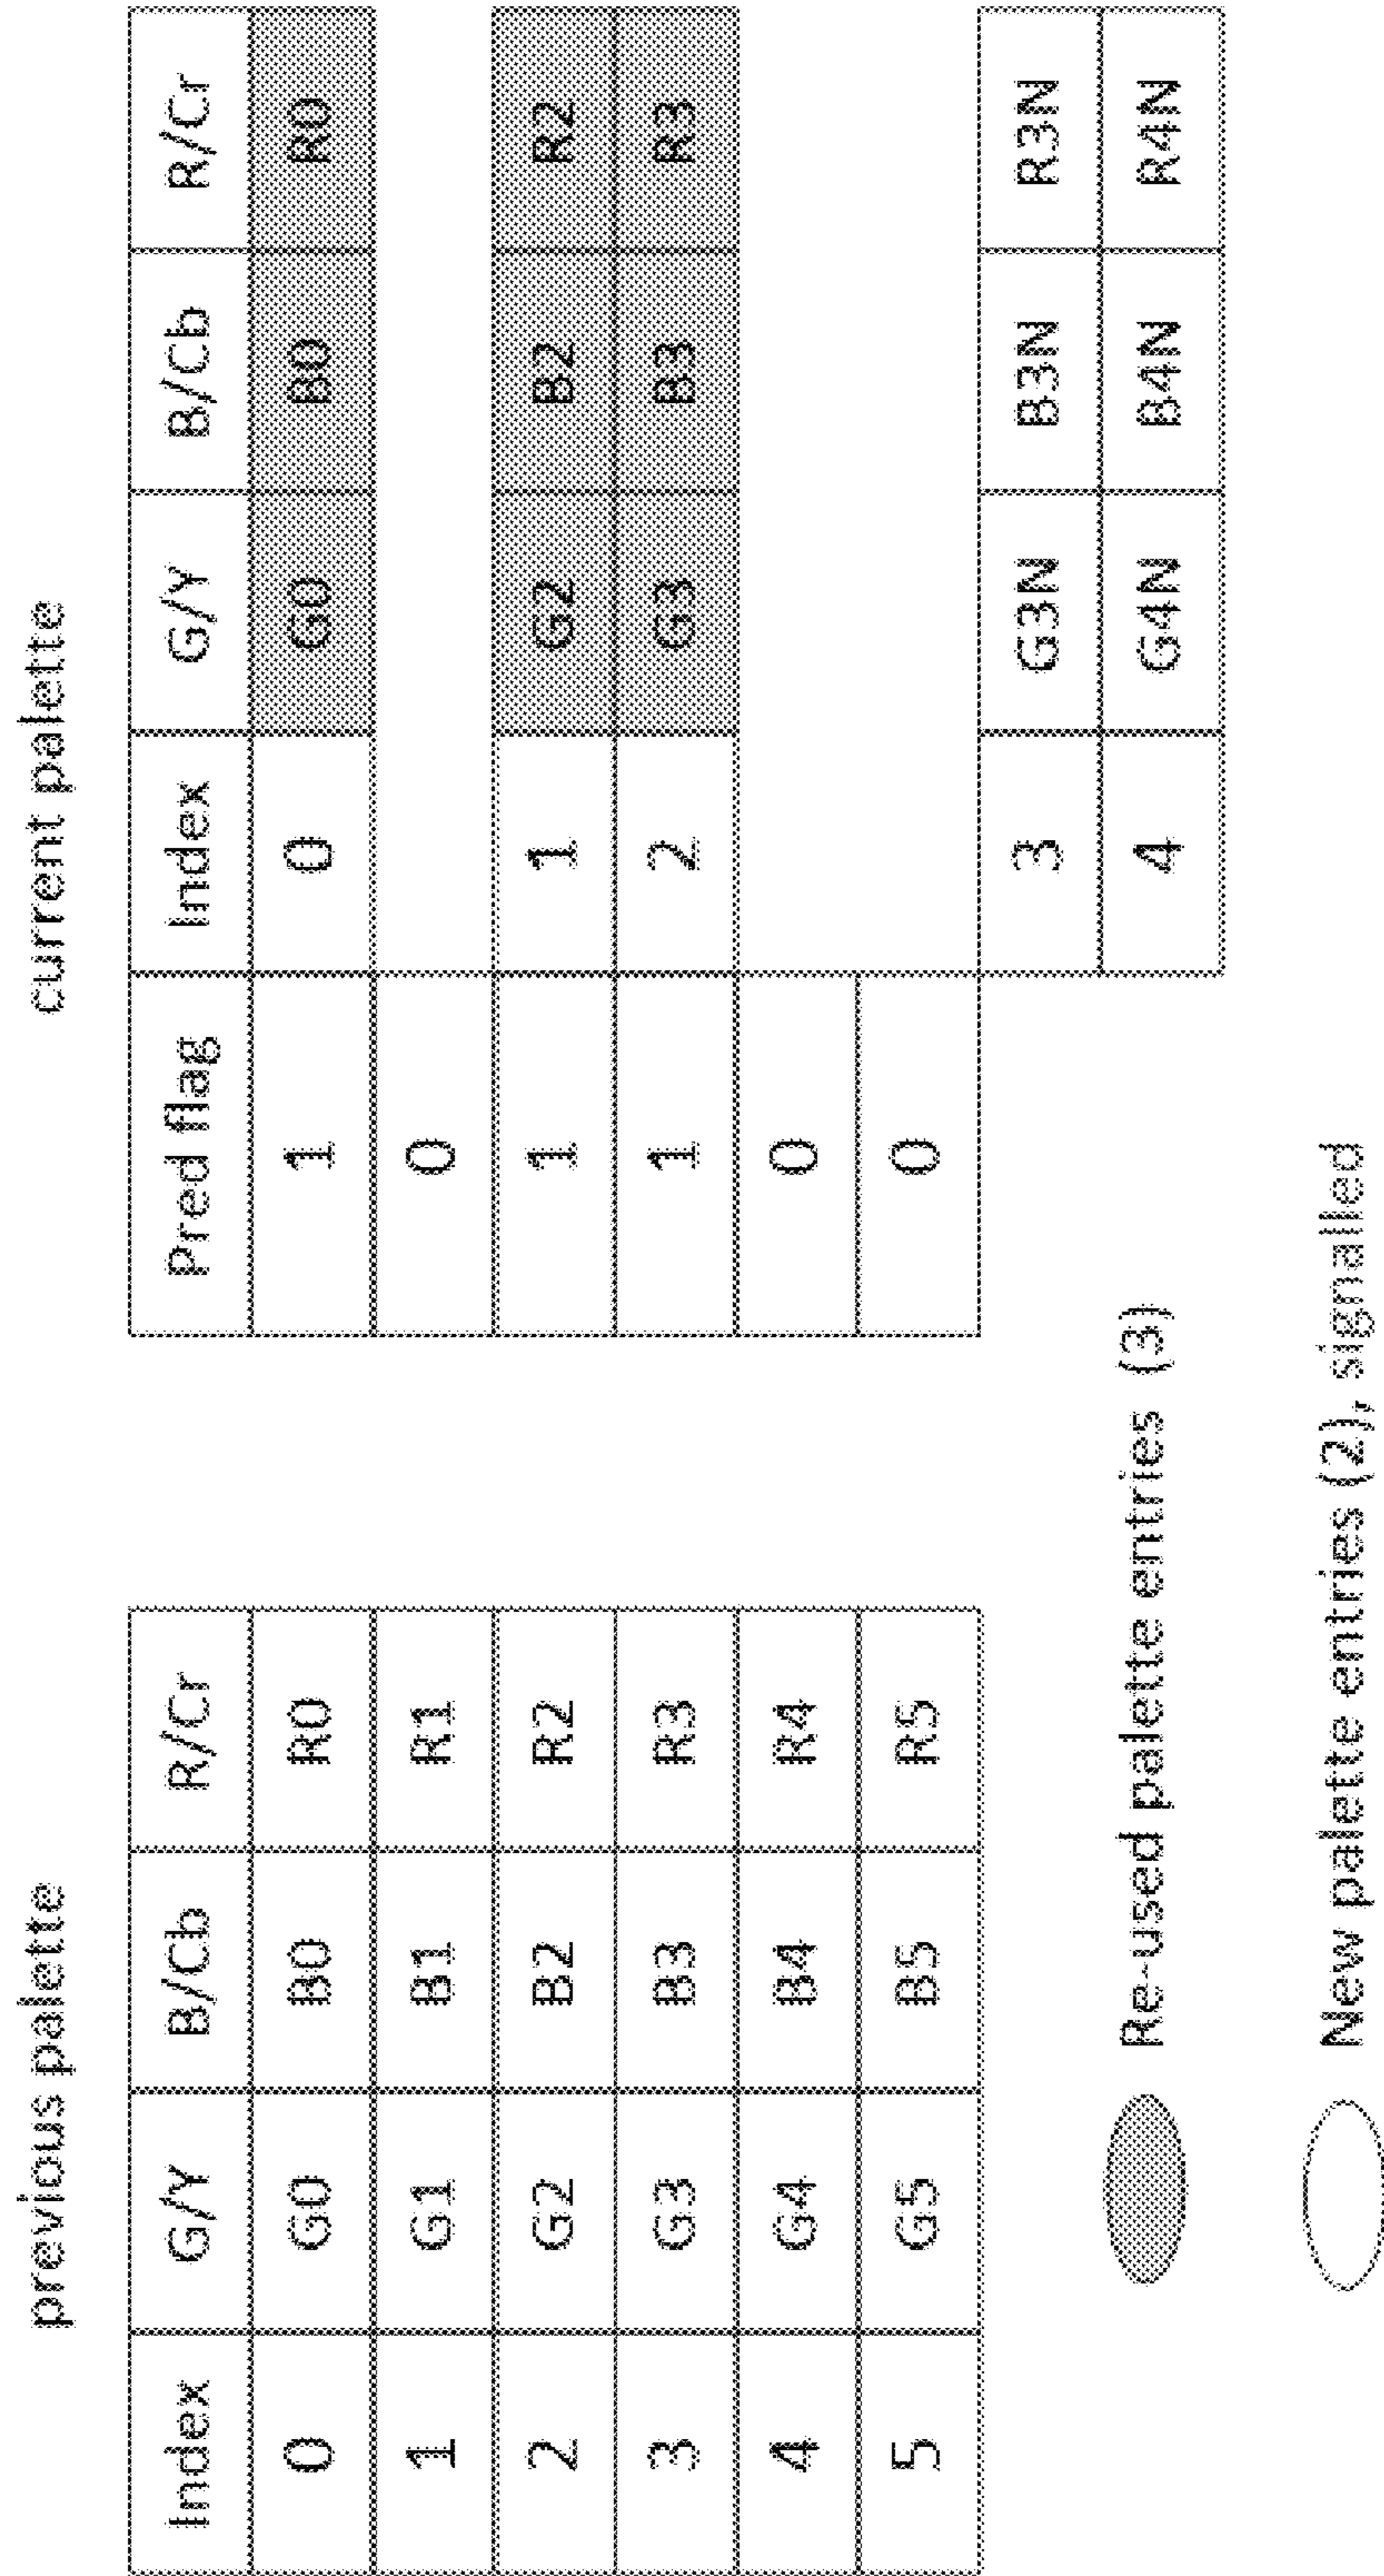 previous palette
Index G/Y B/Cb R/Cr
0 G0 B0 R0
1 G1 B1 R1
2 G2 B2 R2
3 G3 B3 R3
4 G4 B4 R4
5 G5 B5 R5
current palette
Pred flag Index G/Y B/Cb R/Cr
1 0 G0 B0 R0
0
1 1 G2 B2 R2
1 2 G3 B3 R3
0
0
3 G3N B3N R3N
4 G4N B4N R4N
Re-used palette entries (3)
New palette entries (2), signalled